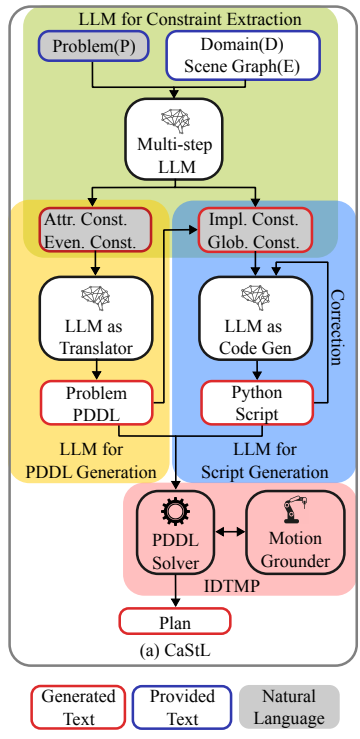 LLM for Constraint Extraction
Problem(P)
Domain(D)
Scene Graph(E)
Multi-step
LLM
Attr. Const.
Even. Const.
Impl. Const.
Glob. Const.
LLM as
Translator
LLM as
Code Gen
Correction
Problem
PDDL
Python
Script
LLM for
PDDL Generation
LLM for
Script Generation
PDDL
Solver
Motion
Grounder
IDTMP
Plan
(a) CaStL
Generated
Text
Provided
Text
Natural
Language